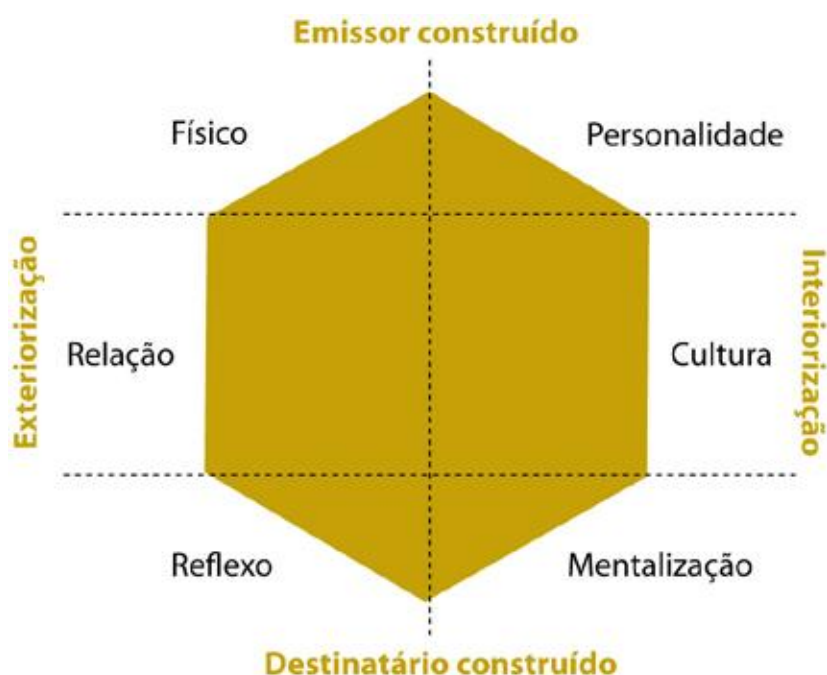 Emissor construído
Físico
Personalidade
Exteriorização
Relação
Cultura
Interiorização
Reflexo
Mentalização
Destinatário construído